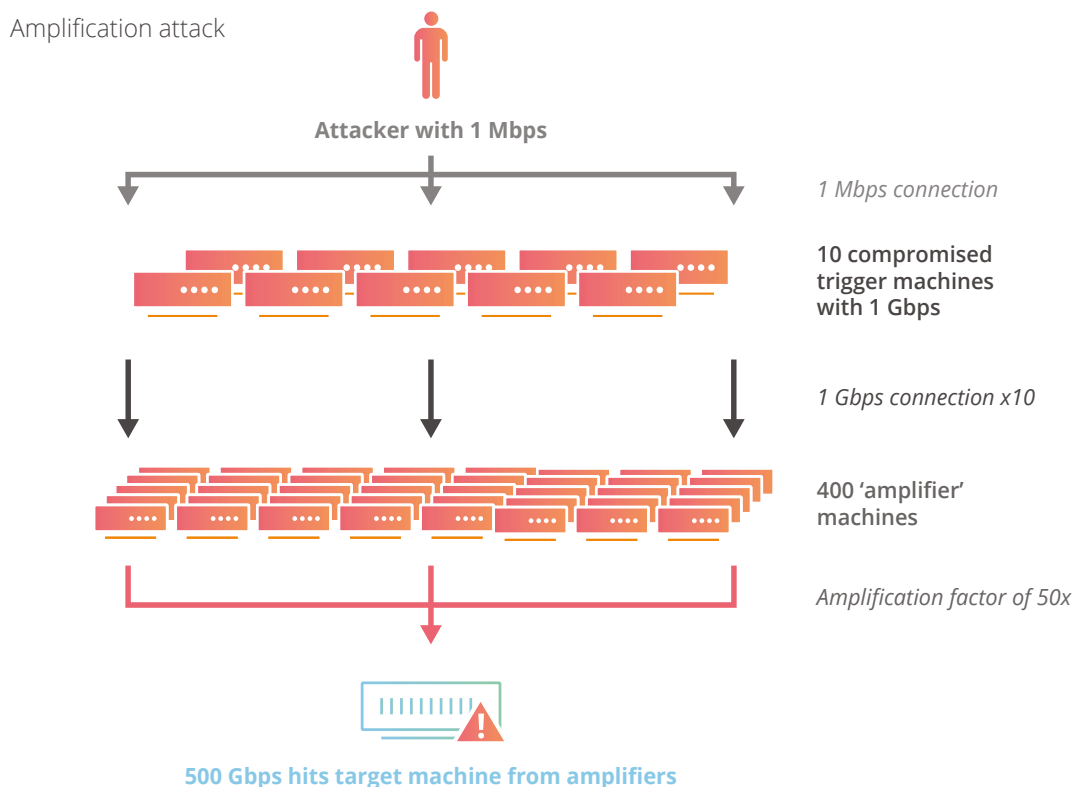 Amplification attack
Attacker with 1 Mbps
1 Mbps connection
10 compromised
trigger machines
with 1 Gbps
1 Gbps connection x10
400 ‘amplifier’
machines
Amplification factor of 50x
500 Gbps hits target machine from amplifiers